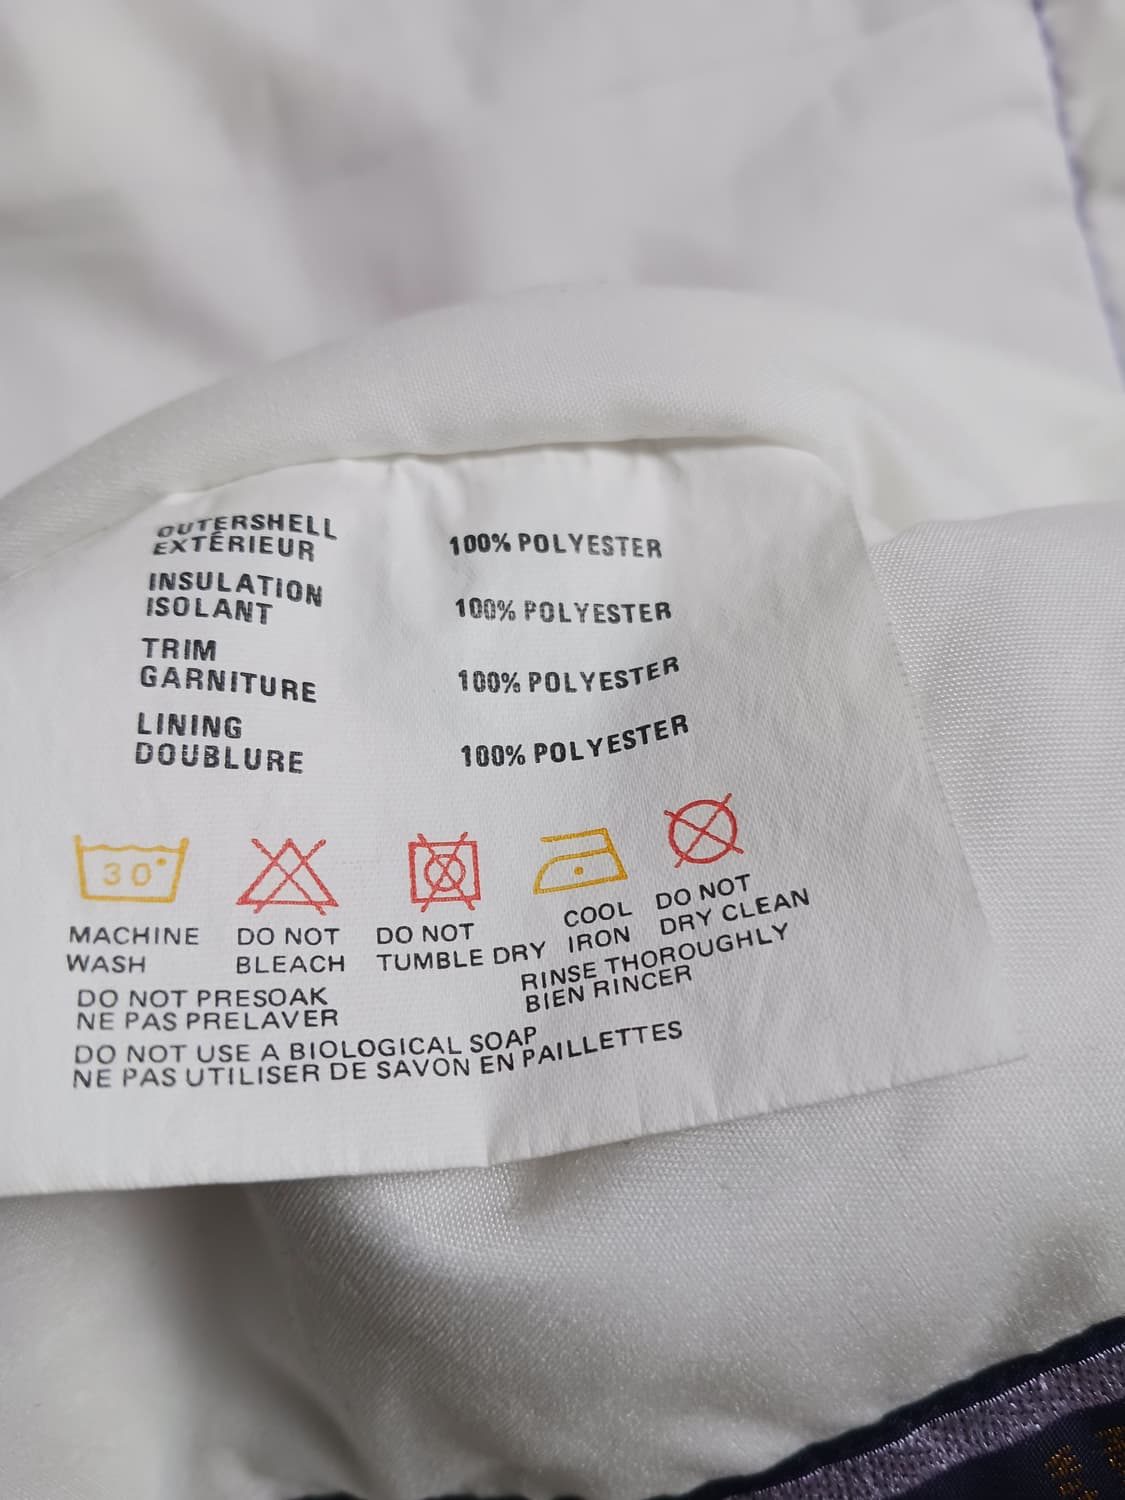 OUTERSHELL
EXTÉRIEUR 100% POLYESTER
INSULATION
ISOLANT 100% POLYESTER
TRIM
GARNITURE 100% POLYESTER
LINING
DOUBLURE 100% POLYESTER
30°
MACHINE
WASH
DO NOT
BLEACH
DO NOT
TUMBLE DRY
COOL
IRON
DO NOT
DRY CLEAN
DO NOT PRESOAK
NE PAS PRELAVER
RINSE THOROUGHLY
BIEN RINCER
DO NOT USE A BIOLOGICAL SOAP
NE PAS UTILISER DE SAVON EN PAILLETTES